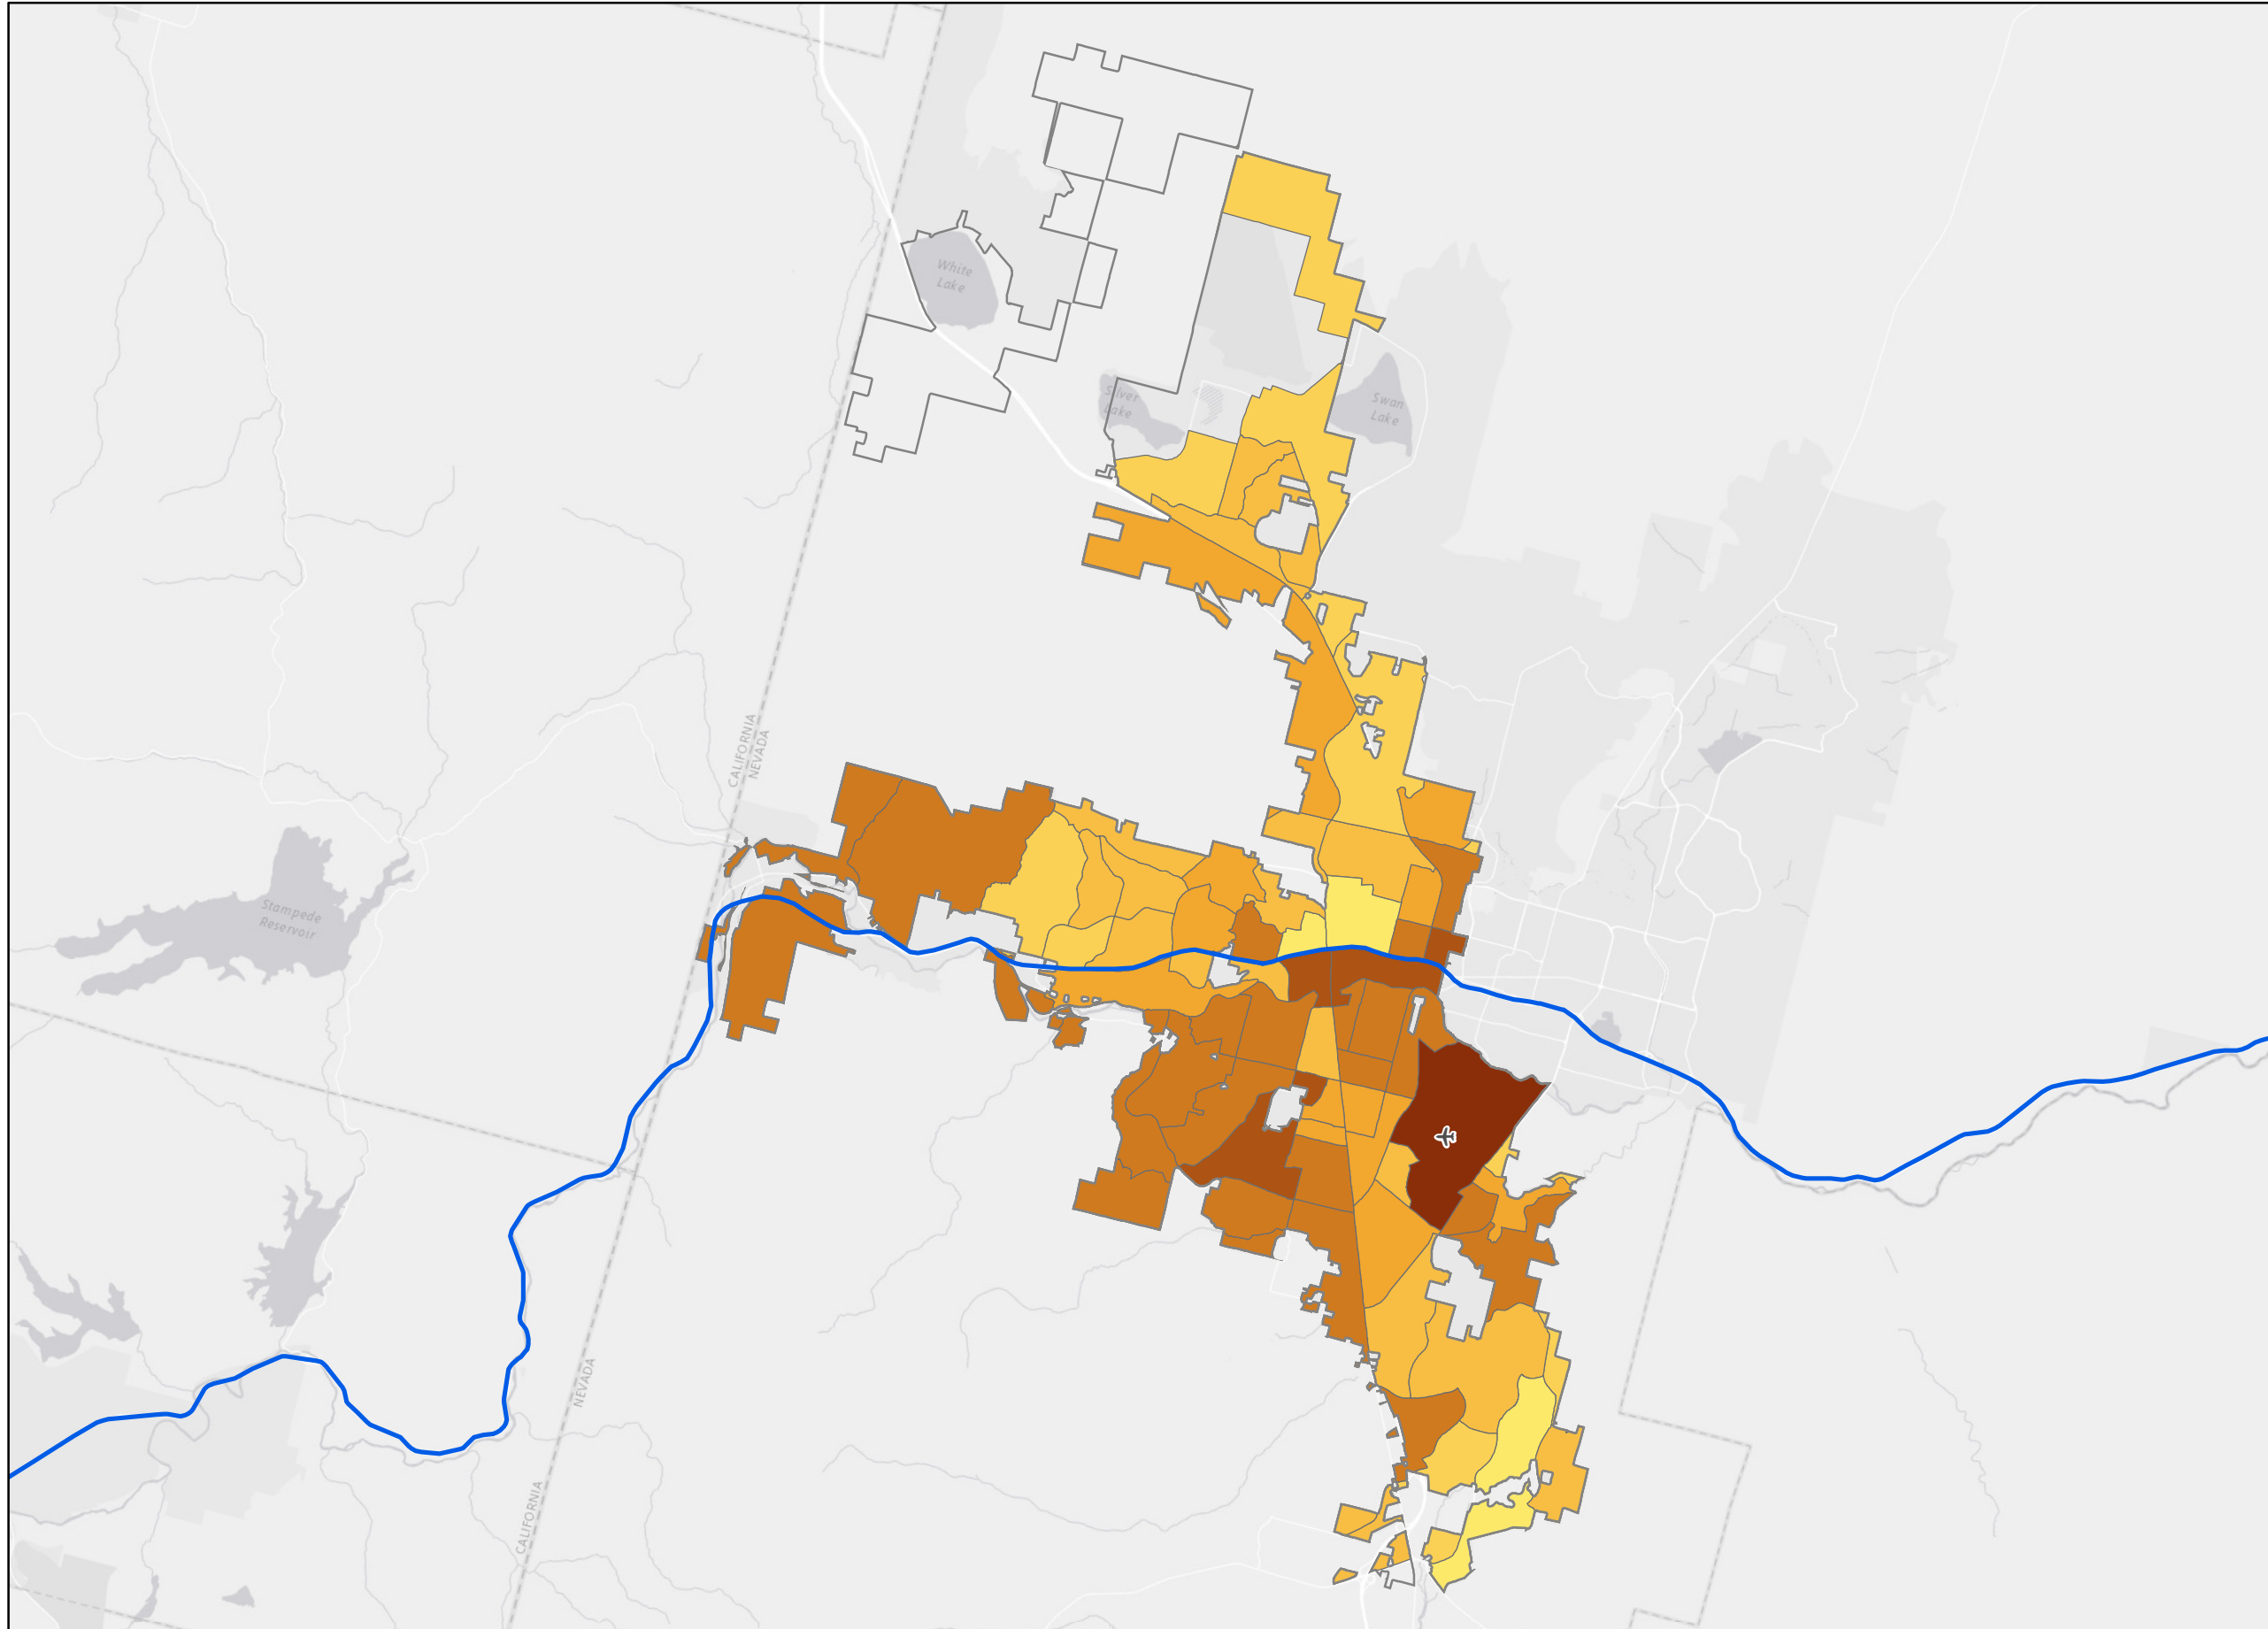 White
Lake
Silver
Lake
Swan
Lake
CALIFORNIA
NEVADA
Stampede
Reservoir
NEVADA
CALIFORNIA